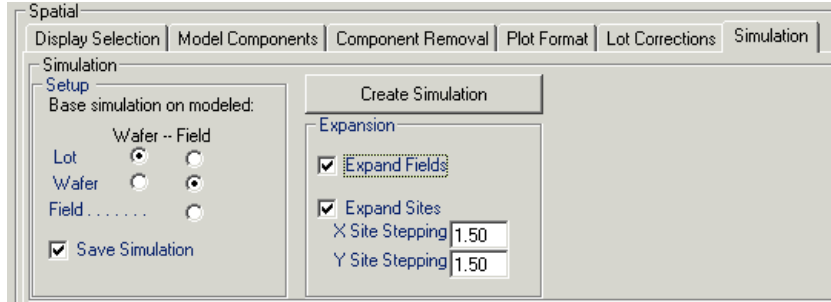 Spatial
Display Selection Model Components Component Removal Plot Format Lot Corrections Simulation
Simulation
Setup
Base simulation on modeled:
Wafer -- Field
Lot
Wafer
Field . . . . . . .
Save Simulation
Create Simulation
Expansion
Expand Fields
Expand Sites
X Site Stepping 1.50
Y Site Stepping 1.50